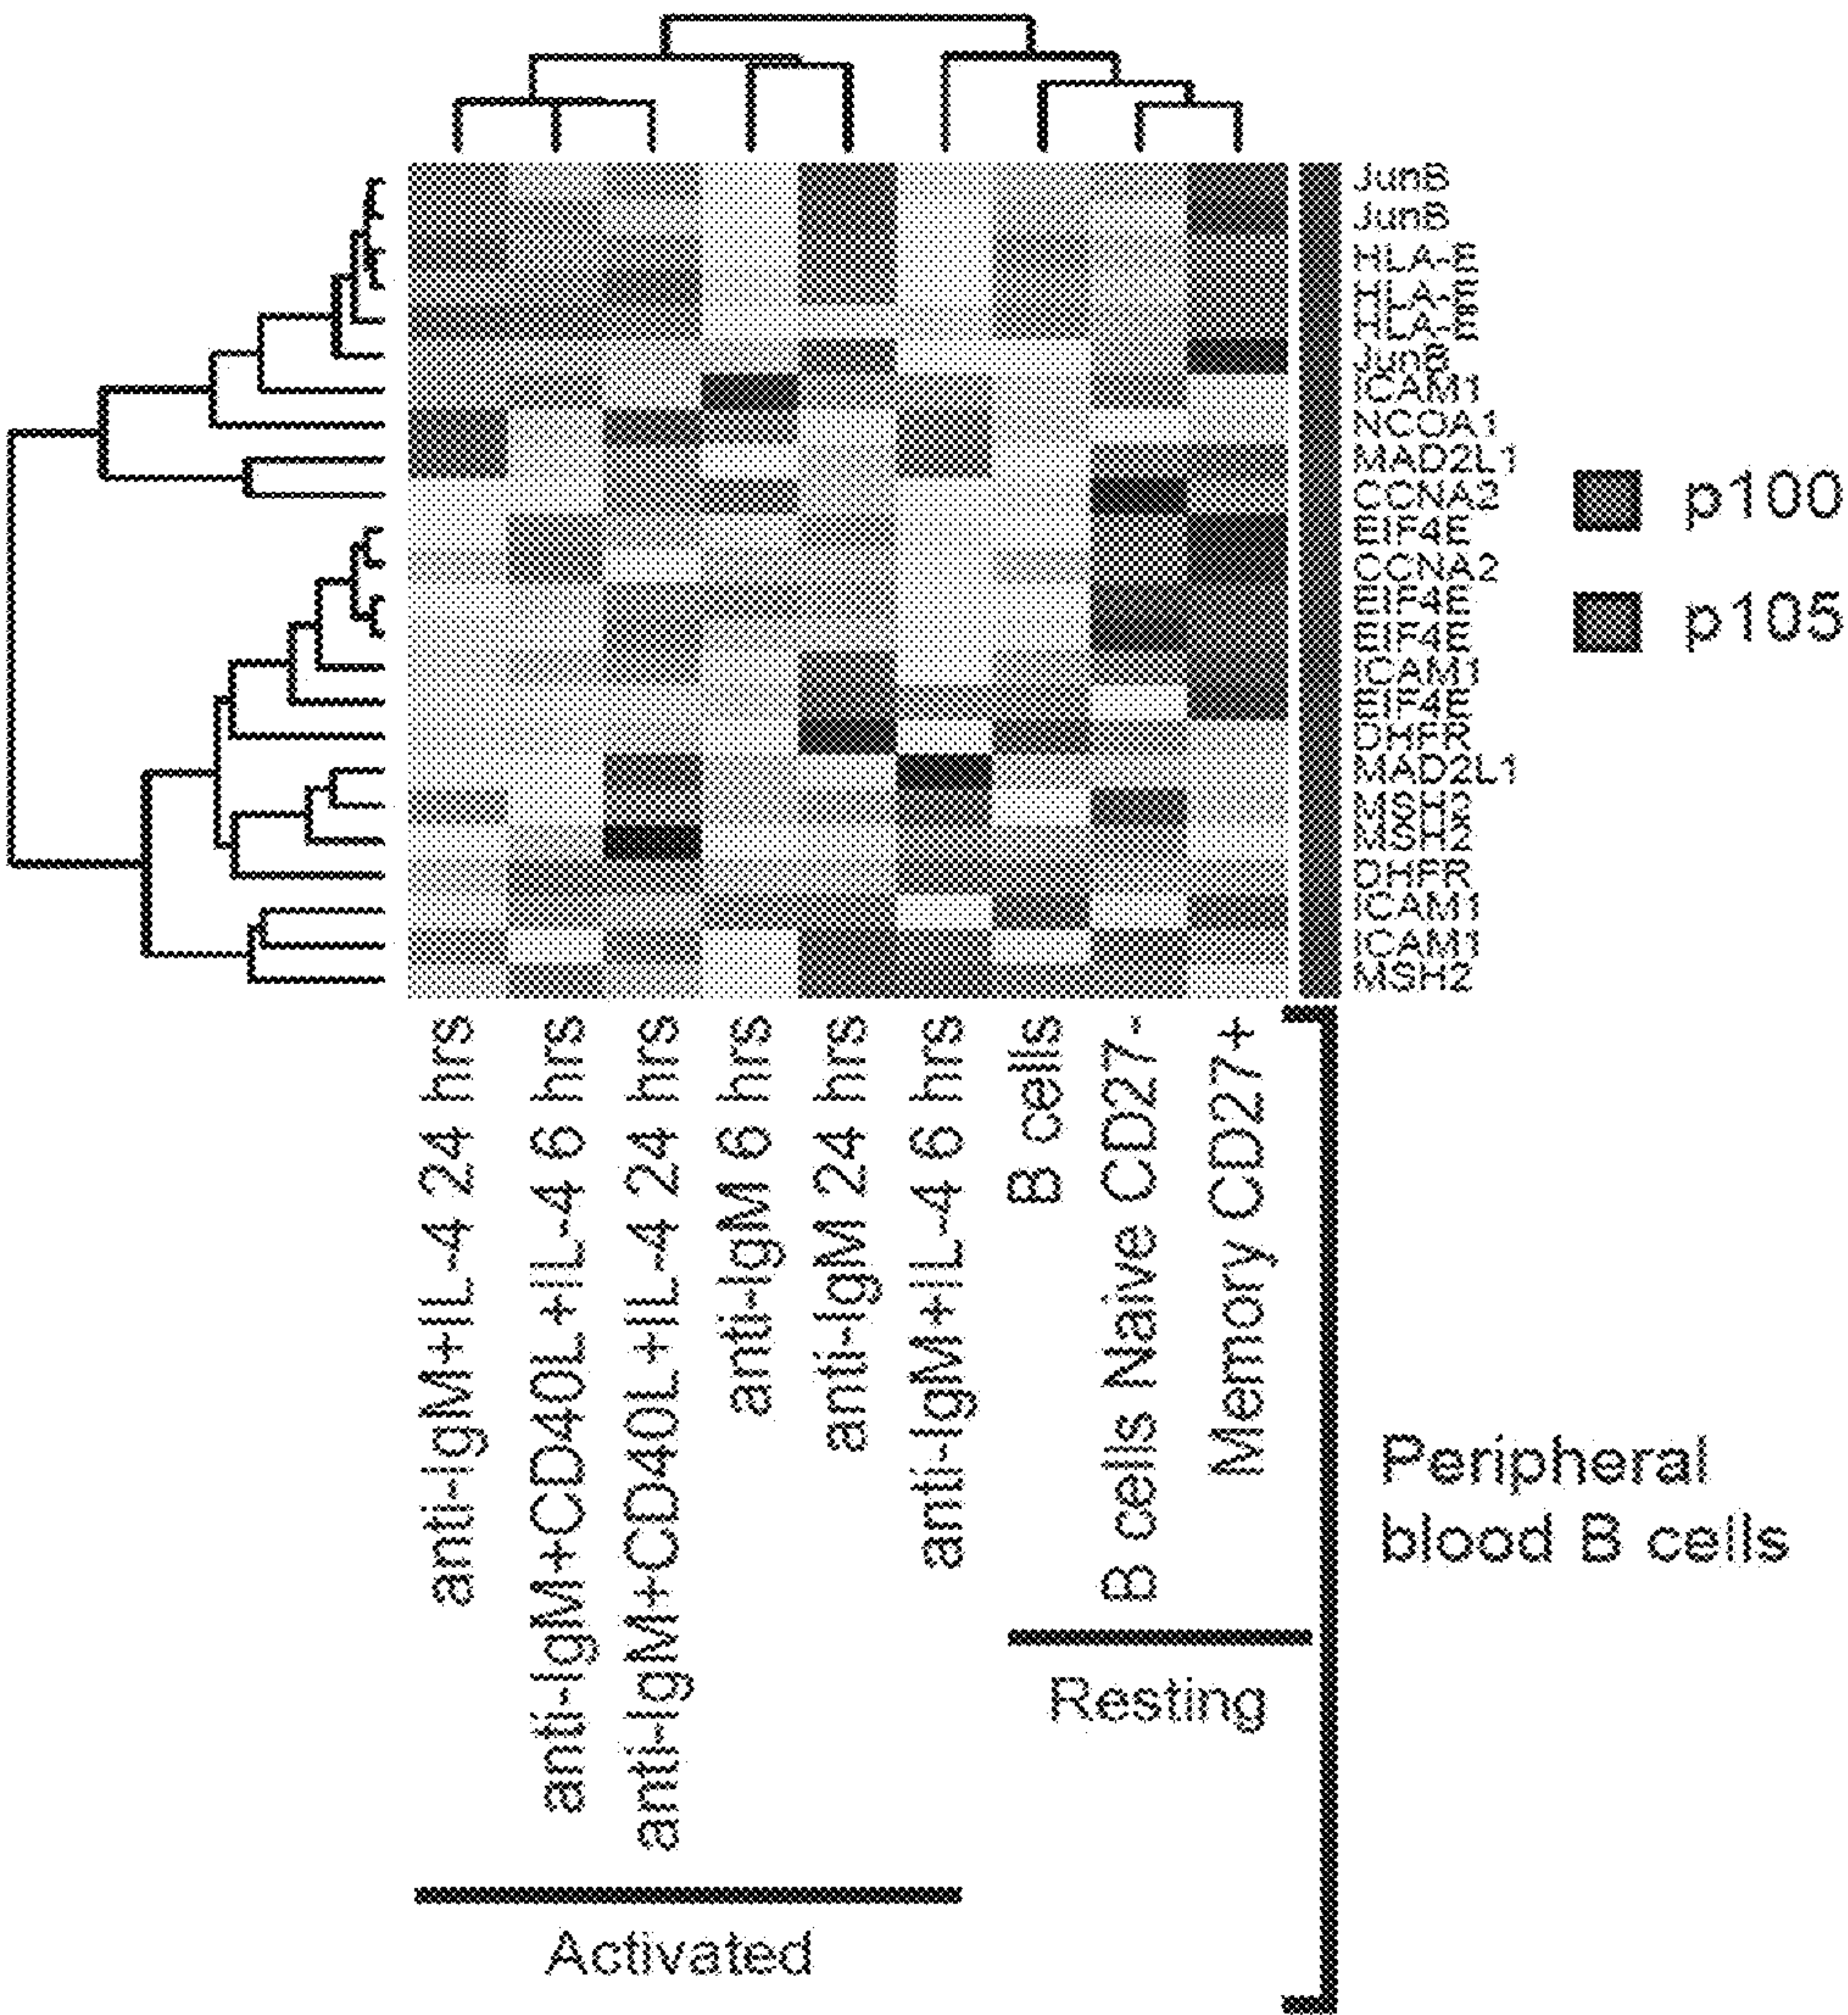 JunB
JunB
HLA-E
HLA-E
HLA-E
JunB
ICAM1
NCOA1
MAD2L1
CCNA2
EIF4E
CCNA2
EIF4E
EIF4E
ICAM1
EIF4E
DHFR
MAD2L1
MSH2
MSH2
DHFR
ICAM1
ICAM1
MSH2
p100
p105
anti-IgM+IL-4 24 hrs
anti-IgM+CD40L+IL-4 6 hrs
anti-IgM+CD40L+IL-4 24 hrs
anti-IgM 6 hrs
anti-IgM 24 hrs
anti-IgM+IL-4 6 hrs
B cells
B cells Naive CD27-
Memory CD27+
Peripheral
blood B cells
Resting
Activated